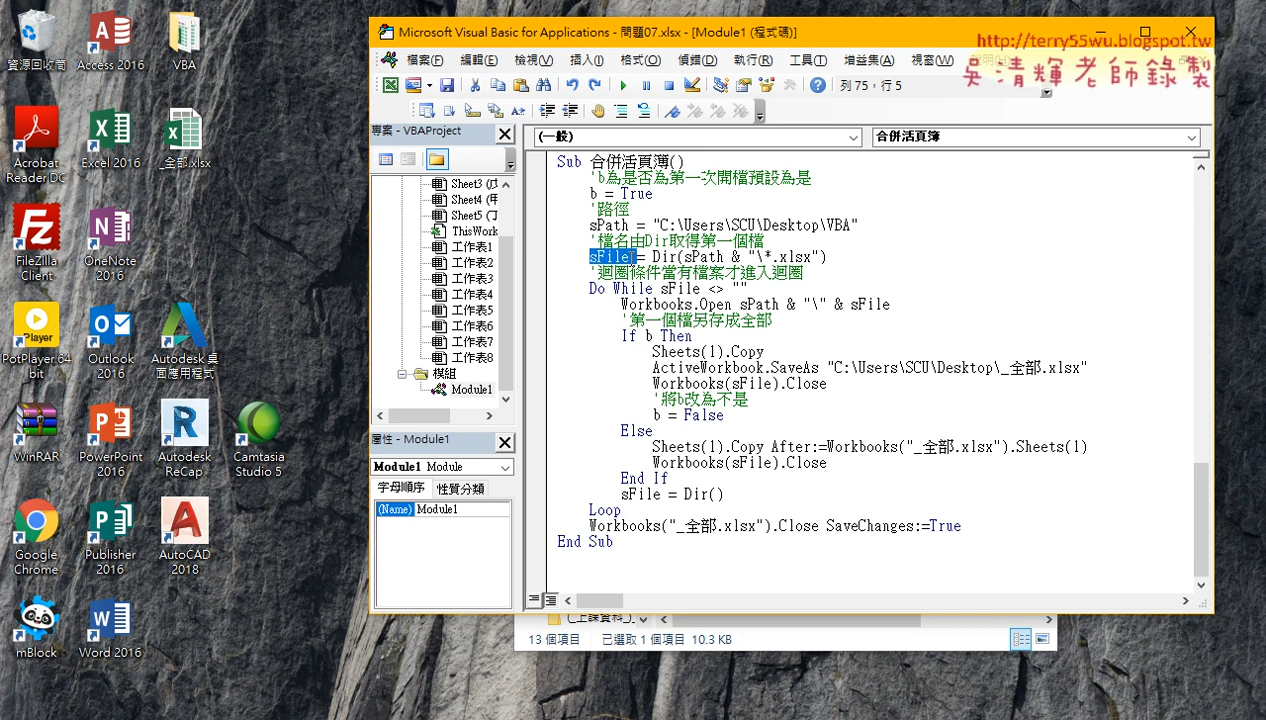 資源回收筒
Access 2016
VBA
Acrobat Reader DC
Excel 2016
_全部.xlsx
FileZilla Client
OneNote 2016
PotPlayer 64 bit
Outlook 2016
Autodesk 桌面應用程式
WinRAR
PowerPoint 2016
Autodesk ReCap
Camtasia Studio 5
Google Chrome
Publisher 2016
AutoCAD 2018
mBlock
Word 2016
Microsoft Visual Basic for Applications - 問題07.xlsx - [Module1 (程式碼)]
http://terry55wu.blogspot.tw
吳清輝老師錄製
檔案(F) 編輯(E) 檢視(V) 插入(I) 格式(O) 偵錯(D) 執行(R) 工具(T) 增益集(A) 視窗(W)
列 75，行 5
專案 - VBAProject
Sheet3
Sheet4
Sheet5
ThisWork
工作表1
工作表2
工作表3
工作表4
工作表5
工作表6
工作表7
工作表8
模組
Module1
屬性 - Module1
Module1 Module
字母順序 性質分類
(Name) Module1
(一般) 合併活頁簿
Sub 合併活頁簿()
'b為是否為第一次開檔預設為是
b = True
'路徑
sPath = "C:\Users\SCU\Desktop\VBA"
'檔名由Dir取得第一個檔
sFile = Dir(sPath & "\*.xlsx")
'迴圈條件當有檔案才進入迴圈
Do While sFile <> ""
Workbooks.Open sPath & "\" & sFile
'第一個檔另存成全部
If b Then
Sheets(1).Copy
ActiveWorkbook.SaveAs "C:\Users\SCU\Desktop\_全部.xlsx"
Workbooks(sFile).Close
'將b改為不是
b = False
Else
Sheets(1).Copy After:=Workbooks("_全部.xlsx").Sheets(1)
Workbooks(sFile).Close
End If
sFile = Dir()
Loop
Workbooks("_全部.xlsx").Close SaveChanges:=True
End Sub
13 個項目 已選取 1 個項目 10.3 KB